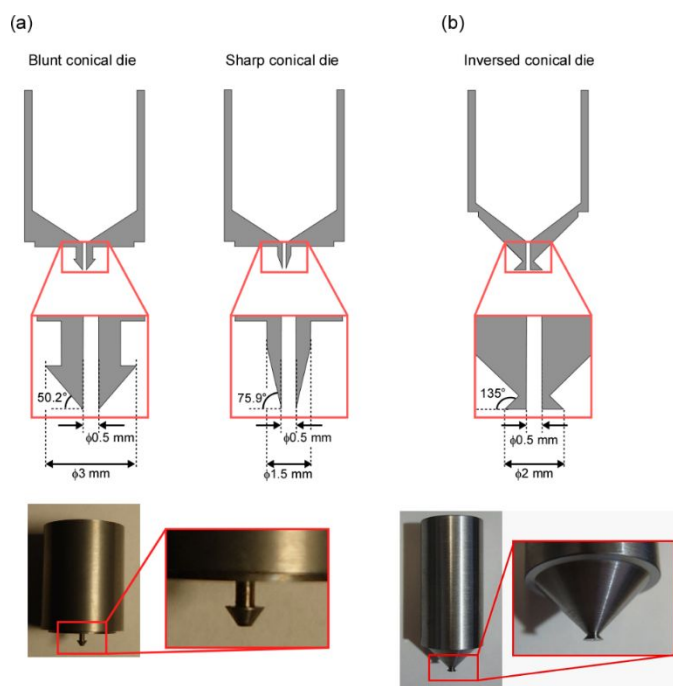 (a)
(b)
Blunt conical die
Sharp conical die
Inversed conical die
50.2°
75.9°
135°
ϕ0.5 mm
ϕ0.5 mm
ϕ0.5 mm
ϕ3 mm
ϕ1.5 mm
ϕ2 mm